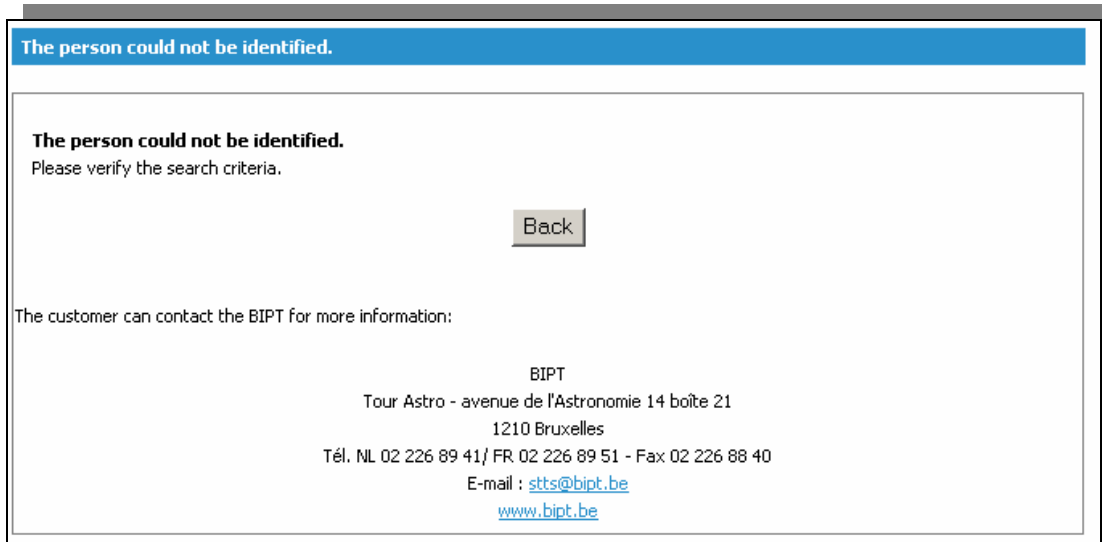 The person could not be identified.
The person could not be identified.
Please verify the search criteria.
Back
The customer can contact the BIPT for more information:
BIPT
Tour Astro - avenue de l'Astronomie 14 boîte 21
1210 Bruxelles
Tél. NL 02 226 89 41/ FR 02 226 89 51 - Fax 02 226 88 40
E-mail : stts@bipt.be
www.bipt.be